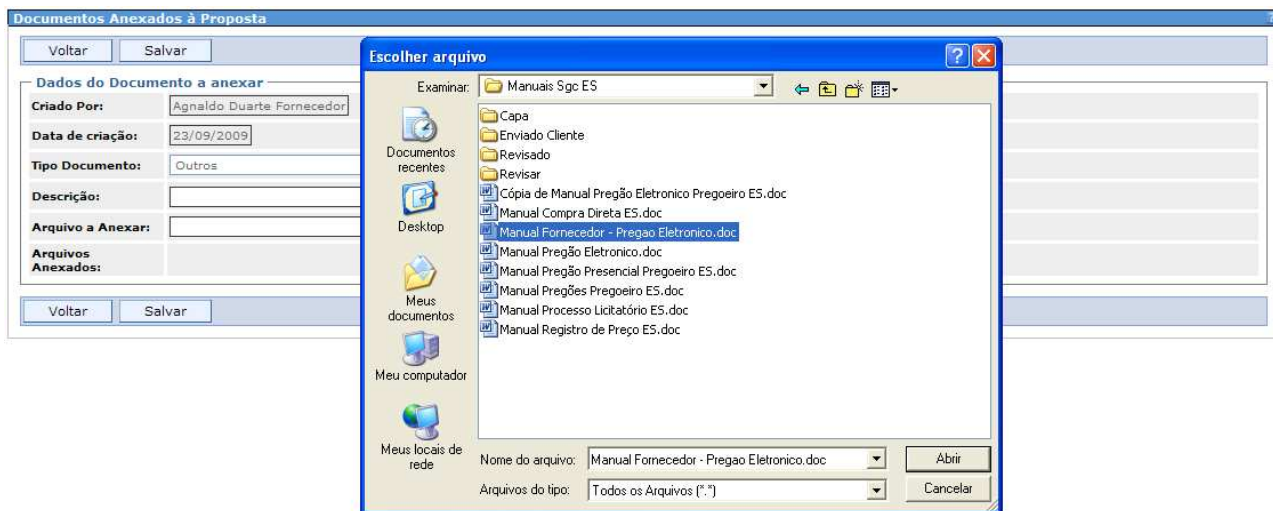 Documentos Anexados à Proposta
Voltar Salvar
Dados do Documento a anexar
Criado Por: Agnaldo Duarte Fornecedor
Data de criação: 23/09/2009
Tipo Documento: Outros
Descrição:
Arquivo a Anexar:
Arquivos
Anexados:
Voltar Salvar
Escolher arquivo
Examinar: Manuais Sgc ES
Documentos
recentes
Desktop
Meus
documentos
Meu computador
Meus locais de
rede
Capa
Enviado Cliente
Revisado
Revisar
Cópia de Manual Pregão Eletronico Pregoeiro ES.doc
Manual Compra Direta ES.doc
Manual Fornecedor - Pregao Eletronico.doc
Manual Pregão Eletronico.doc
Manual Pregão Presencial Pregoeiro ES.doc
Manual Pregões Pregoeiro ES.doc
Manual Processo Licitatório ES.doc
Manual Registro de Preço ES.doc
Nome do arquivo: Manual Fornecedor - Pregao Eletronico.doc Abrir
Arquivos do tipo: Todos os Arquivos (*.*) Cancelar